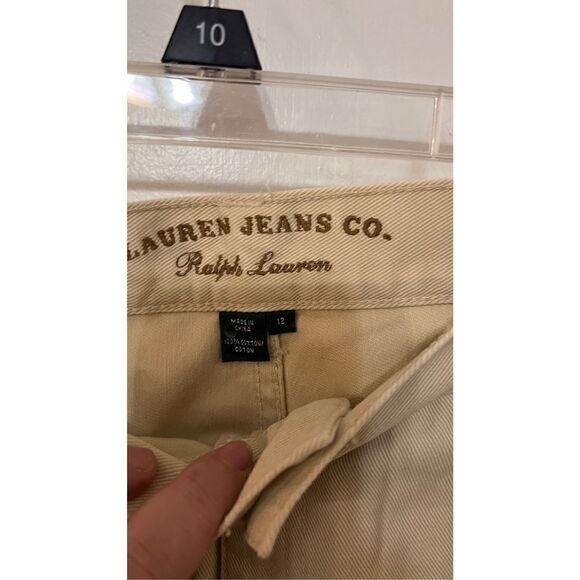 10
LAUREN JEANS CO.
Ralph Lauren
MADE IN
CHINA
12
100% COTTON/
COTON